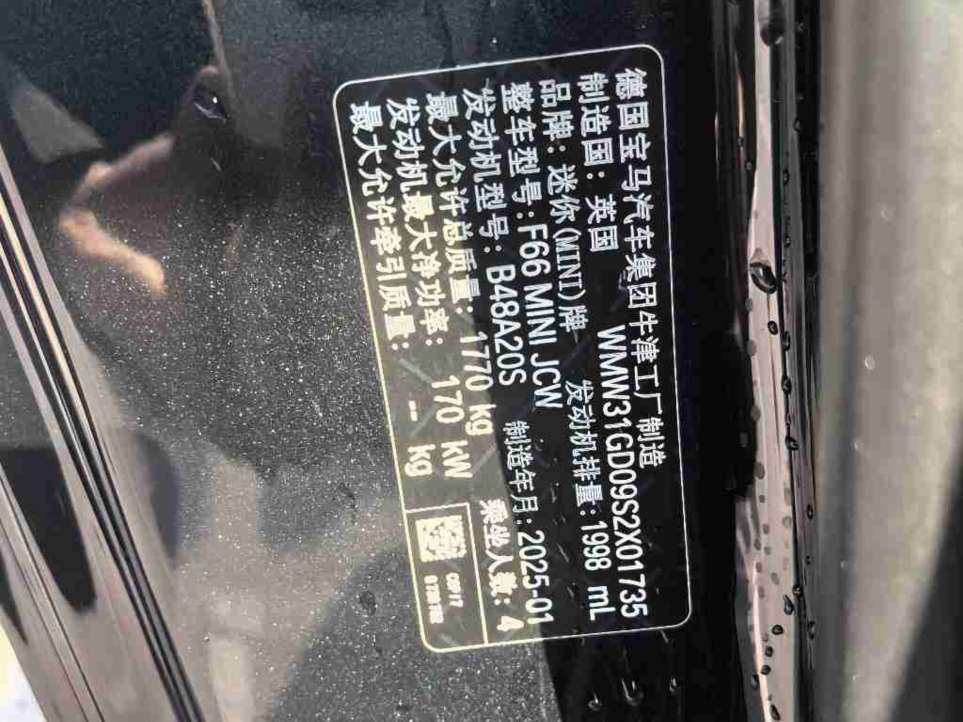 德国宝马汽车集团牛津工厂制造
制造国：英国 WMW31GD09S2X01735
品牌：迷你(MINI)牌 发动机排量：1998 mL
整车型号：F66 MINI JCW 制造年月：2025-01
发动机型号：B48A20S 乘坐人数：4
最大允许总质量：1770 kg
发动机最大净功率： 170 kW
最大允许牵引质量： -- kg